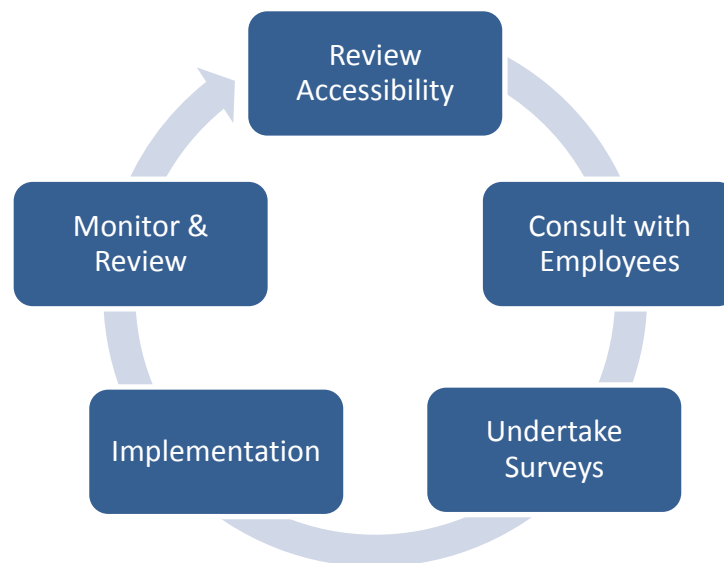 Review
Accessibility
Consult with
Employees
Undertake
Surveys
Implementation
Monitor &
Review